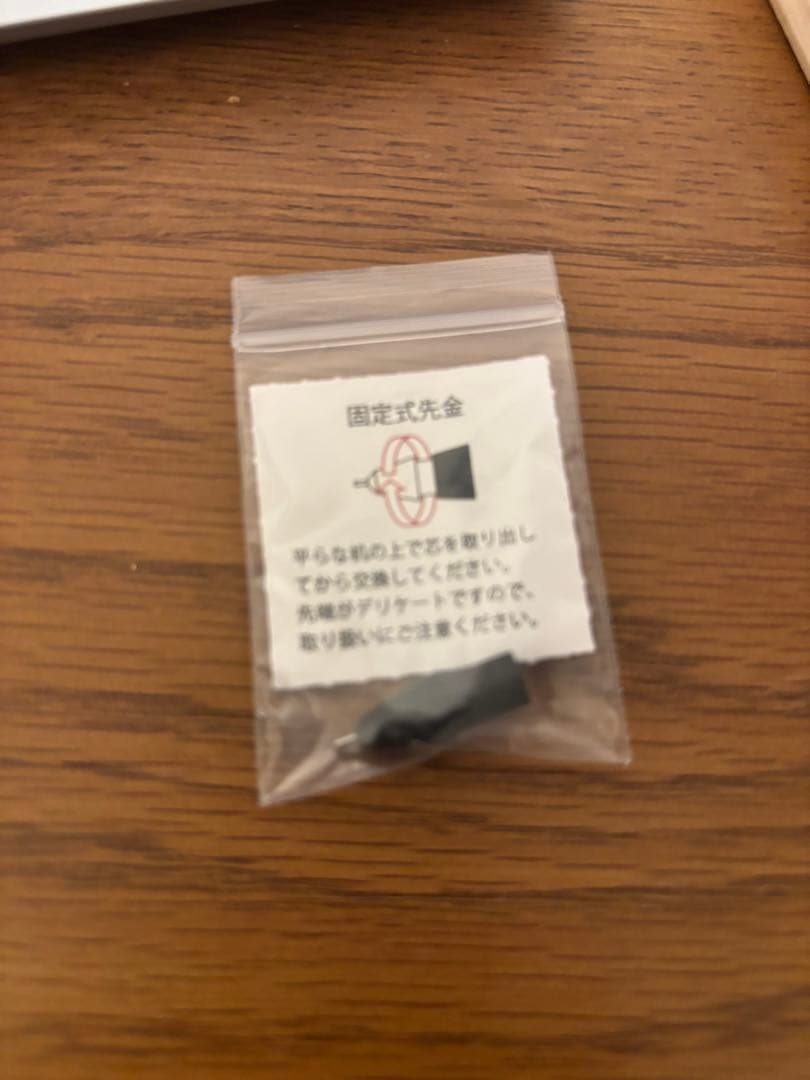 固定式先金
平らな机の上で芯を取り出し
てから交換してください。
先端がデリケートですので、
取り扱いにご注意ください。